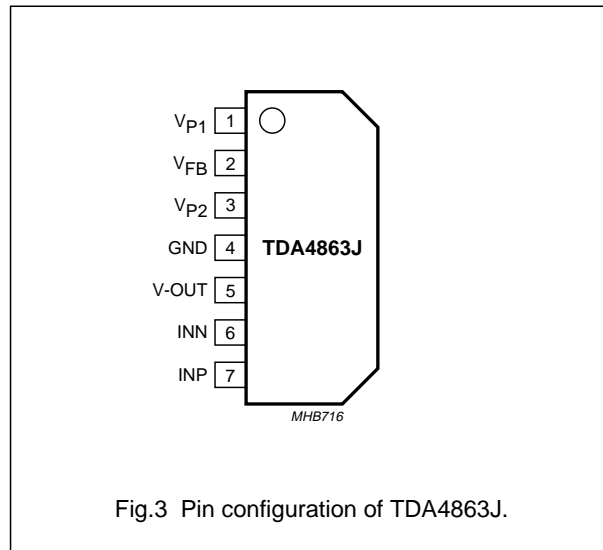 VP1 1
VFB 2
VP2 3
GND 4 TDA4863J
V-OUT 5
INN 6
INP 7
MHB716
Fig.3 Pin configuration of TDA4863J.